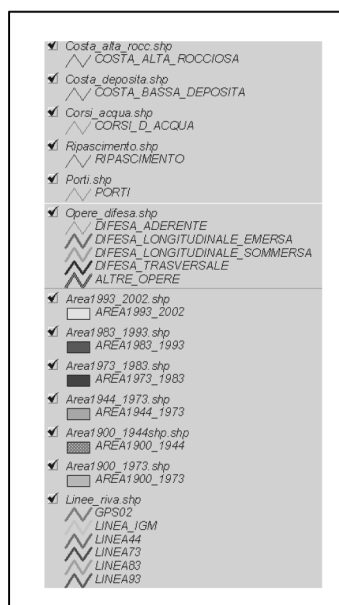 Costa_alta_rocc.shp
COSTA_ALTA_ROCCIOSA
Costa_deposita.shp
COSTA_BASSA_DEPOSITA
Corsi_acqua.shp
CORSI_D_ACQUA
Ripascimento.shp
RIPASCIMENTO
Porti.shp
PORTI
Opere_difesa.shp
DIFESA_ADERENTE
DIFESA_LONGITUDINALE_EMERSA
DIFESA_LONGITUDINALE_SOMMERSA
DIFESA_TRASVERSALE
ALTRE_OPERE
Area1993_2002.shp
AREA1993_2002
Area1983_1993.shp
AREA1983_1993
Area1973_1983.shp
AREA1973_1983
Area1944_1973.shp
AREA1944_1973
Area1900_1944shp.shp
AREA1900_1944
Area1900_1973.shp
AREA1900_1973
Linee_riva.shp
GPS02
LINEA_IGM
LINEA44
LINEA73
LINEA83
LINEA93